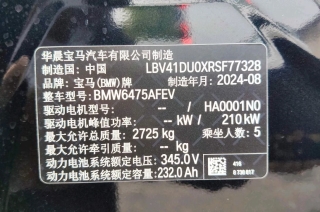 华晨宝马汽车有限公司制造
制造国:中国 LBV41DU0XRSF77328
品牌:宝马(BMW)牌 制造年月:2024-08
整车型号:BMW6475AFEV
驱动电机型号:-- / HA0001N0
驱动电机峰值功率:-- / 210 kW
最大允许总质量:2725 kg 乘坐人数:5
最大允许牵引质量:-- kg
动力电池系统额定电压:345.0V
动力电池系统额定容量:232.0 Ah